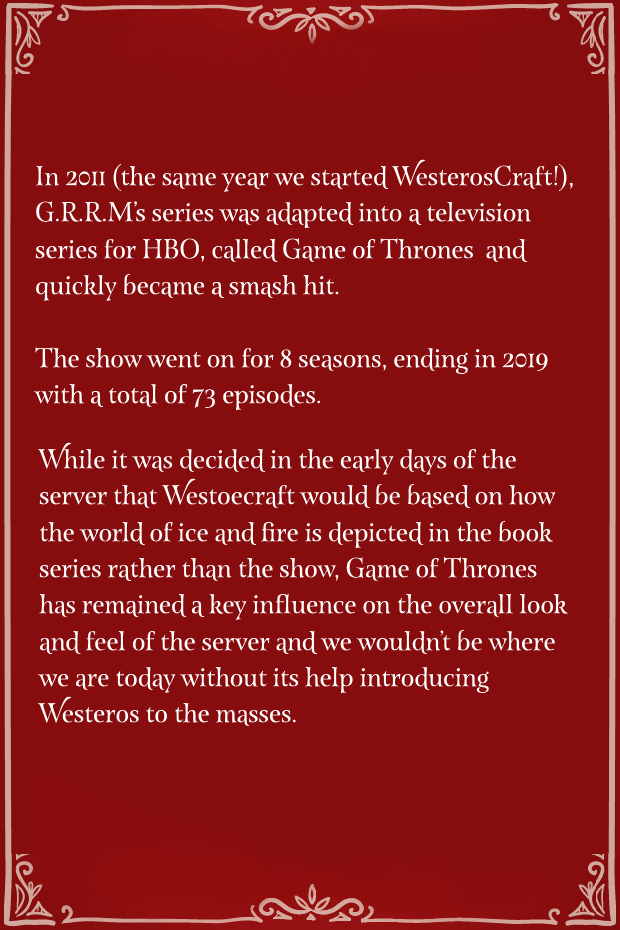 In 2011 (the same year we started WesterosCraft!),
G.R.R.M's series was adapted into a television
series for HBO, called Game of Thrones and
quickly became a smash hit.
The show went on for 8 seasons, ending in 2019
with a total of 73 episodes.
While it was decided in the early days of the
server that Westoecraft would be based on how
the world of ice and fire is depicted in the book
series rather than the show, Game of Thrones
has remained a key influence on the overall look
and feel of the server and we wouldn't be where
we are today without its help introducing
Westeros to the masses.